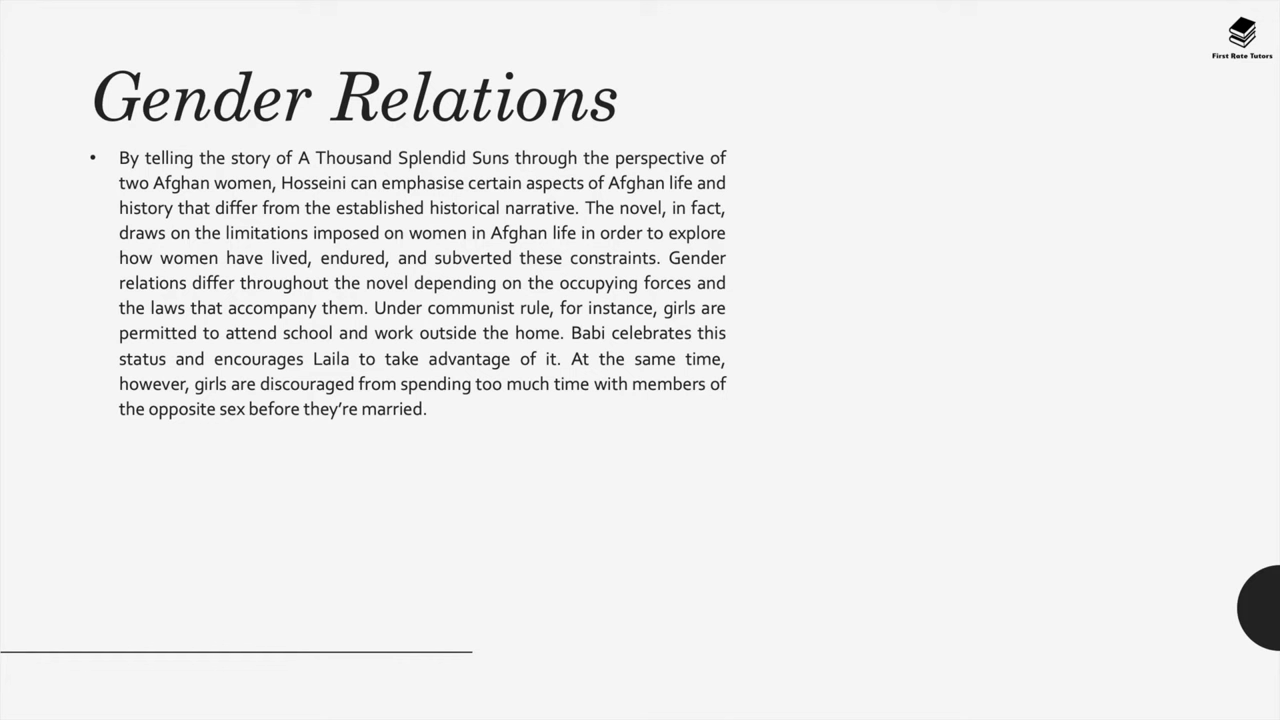 First Rate Tutors
Gender Relations
• By telling the story of A Thousand Splendid Suns through the perspective of
two Afghan women, Hosseini can emphasise certain aspects of Afghan life and
history that differ from the established historical narrative. The novel, in fact,
draws on the limitations imposed on women in Afghan life in order to explore
how women have lived, endured, and subverted these constraints. Gender
relations differ throughout the novel depending on the occupying forces and
the laws that accompany them. Under communist rule, for instance, girls are
permitted to attend school and work outside the home. Babi celebrates this
status and encourages Laila to take advantage of it. At the same time,
however, girls are discouraged from spending too much time with members of
the opposite sex before they’re married.